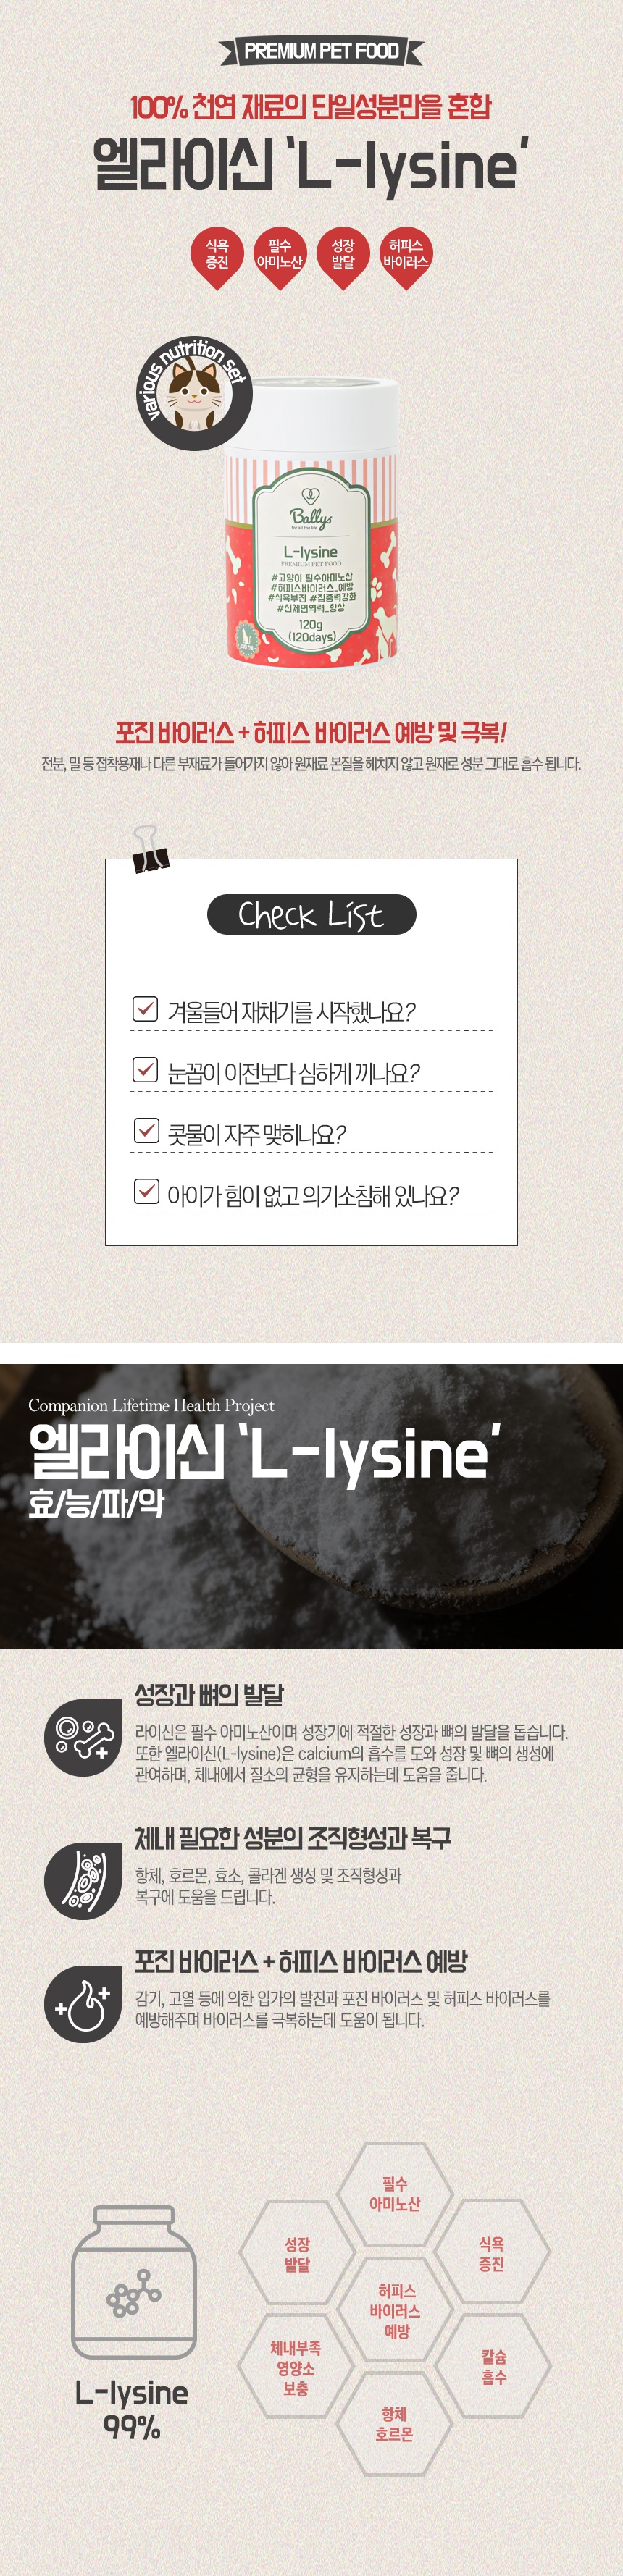 PREMIUM PET FOOD
100% 천연 재료의 단일성분만을 혼합
엘라이신 'L-lysine'
식욕
증진
필수
아미노산
성장
발달
허피스
바이러스
various nutrition set
Ballys
for all the life
L-lysine
PREMIUM PET FOOD
#고양이 필수아미노산
#허피스바이러스_예방
#식욕부진 #집중력강화
#신체면역력_향상
120g
(120days)
포진 바이러스 + 허피스 바이러스 예방 및 극복!
전분, 밀 등 접착용재나 다른 부재료가 들어가지 않아 원재료 본질을 헤치지 않고 원재로 성분 그대로 흡수 됩니다.
Check List
겨울들어 재채기를 시작했나요?
눈꼽이 이전보다 심하게 끼나요?
콧물이 자주 맺히나요?
아이가 힘이 없고 의기소침해 있나요?
Companion Lifetime Health Project
엘라이신 'L-lysine'
효/능/파/악
성장과 뼈의 발달
라이신은 필수 아미노산이며 성장기에 적절한 성장과 뼈의 발달을 돕습니다.
또한 엘라이신(L-lysine)은 calcium의 흡수를 도와 성장 및 뼈의 생성에
관여하며, 체내에서 질소의 균형을 유지하는데 도움을 줍니다.
체내 필요한 성분의 조직형성과 복구
항체, 호르몬, 효소, 콜라겐 생성 및 조직형성과
복구에 도움을 드립니다.
포진 바이러스 + 허피스 바이러스 예방
감기, 고열 등에 의한 입가의 발진과 포진 바이러스 및 허피스 바이러스를
예방해주며 바이러스를 극복하는데 도움이 됩니다.
필수
아미노산
성장
발달
식욕
증진
허피스
바이러스
예방
체내부족
영양소
보충
칼슘
흡수
항체
호르몬
L-lysine
99%